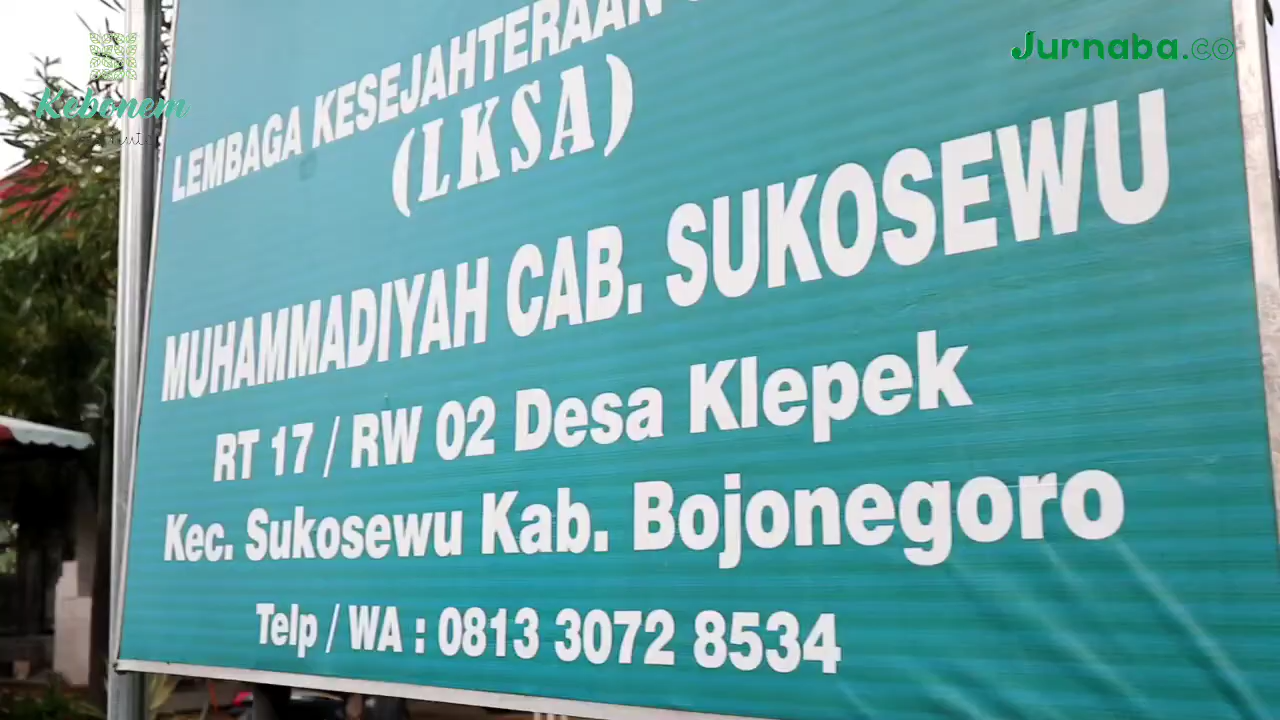 Kebonem
Jurnaba.co
LEMBAGA KESEJAHTERAAN
(LKSA)
MUHAMMADIYAH CAB. SUKOSEWU
RT 17 / RW 02 Desa Klepek
Kec. Sukosewu Kab. Bojonegoro
Telp / WA : 0813 3072 8534